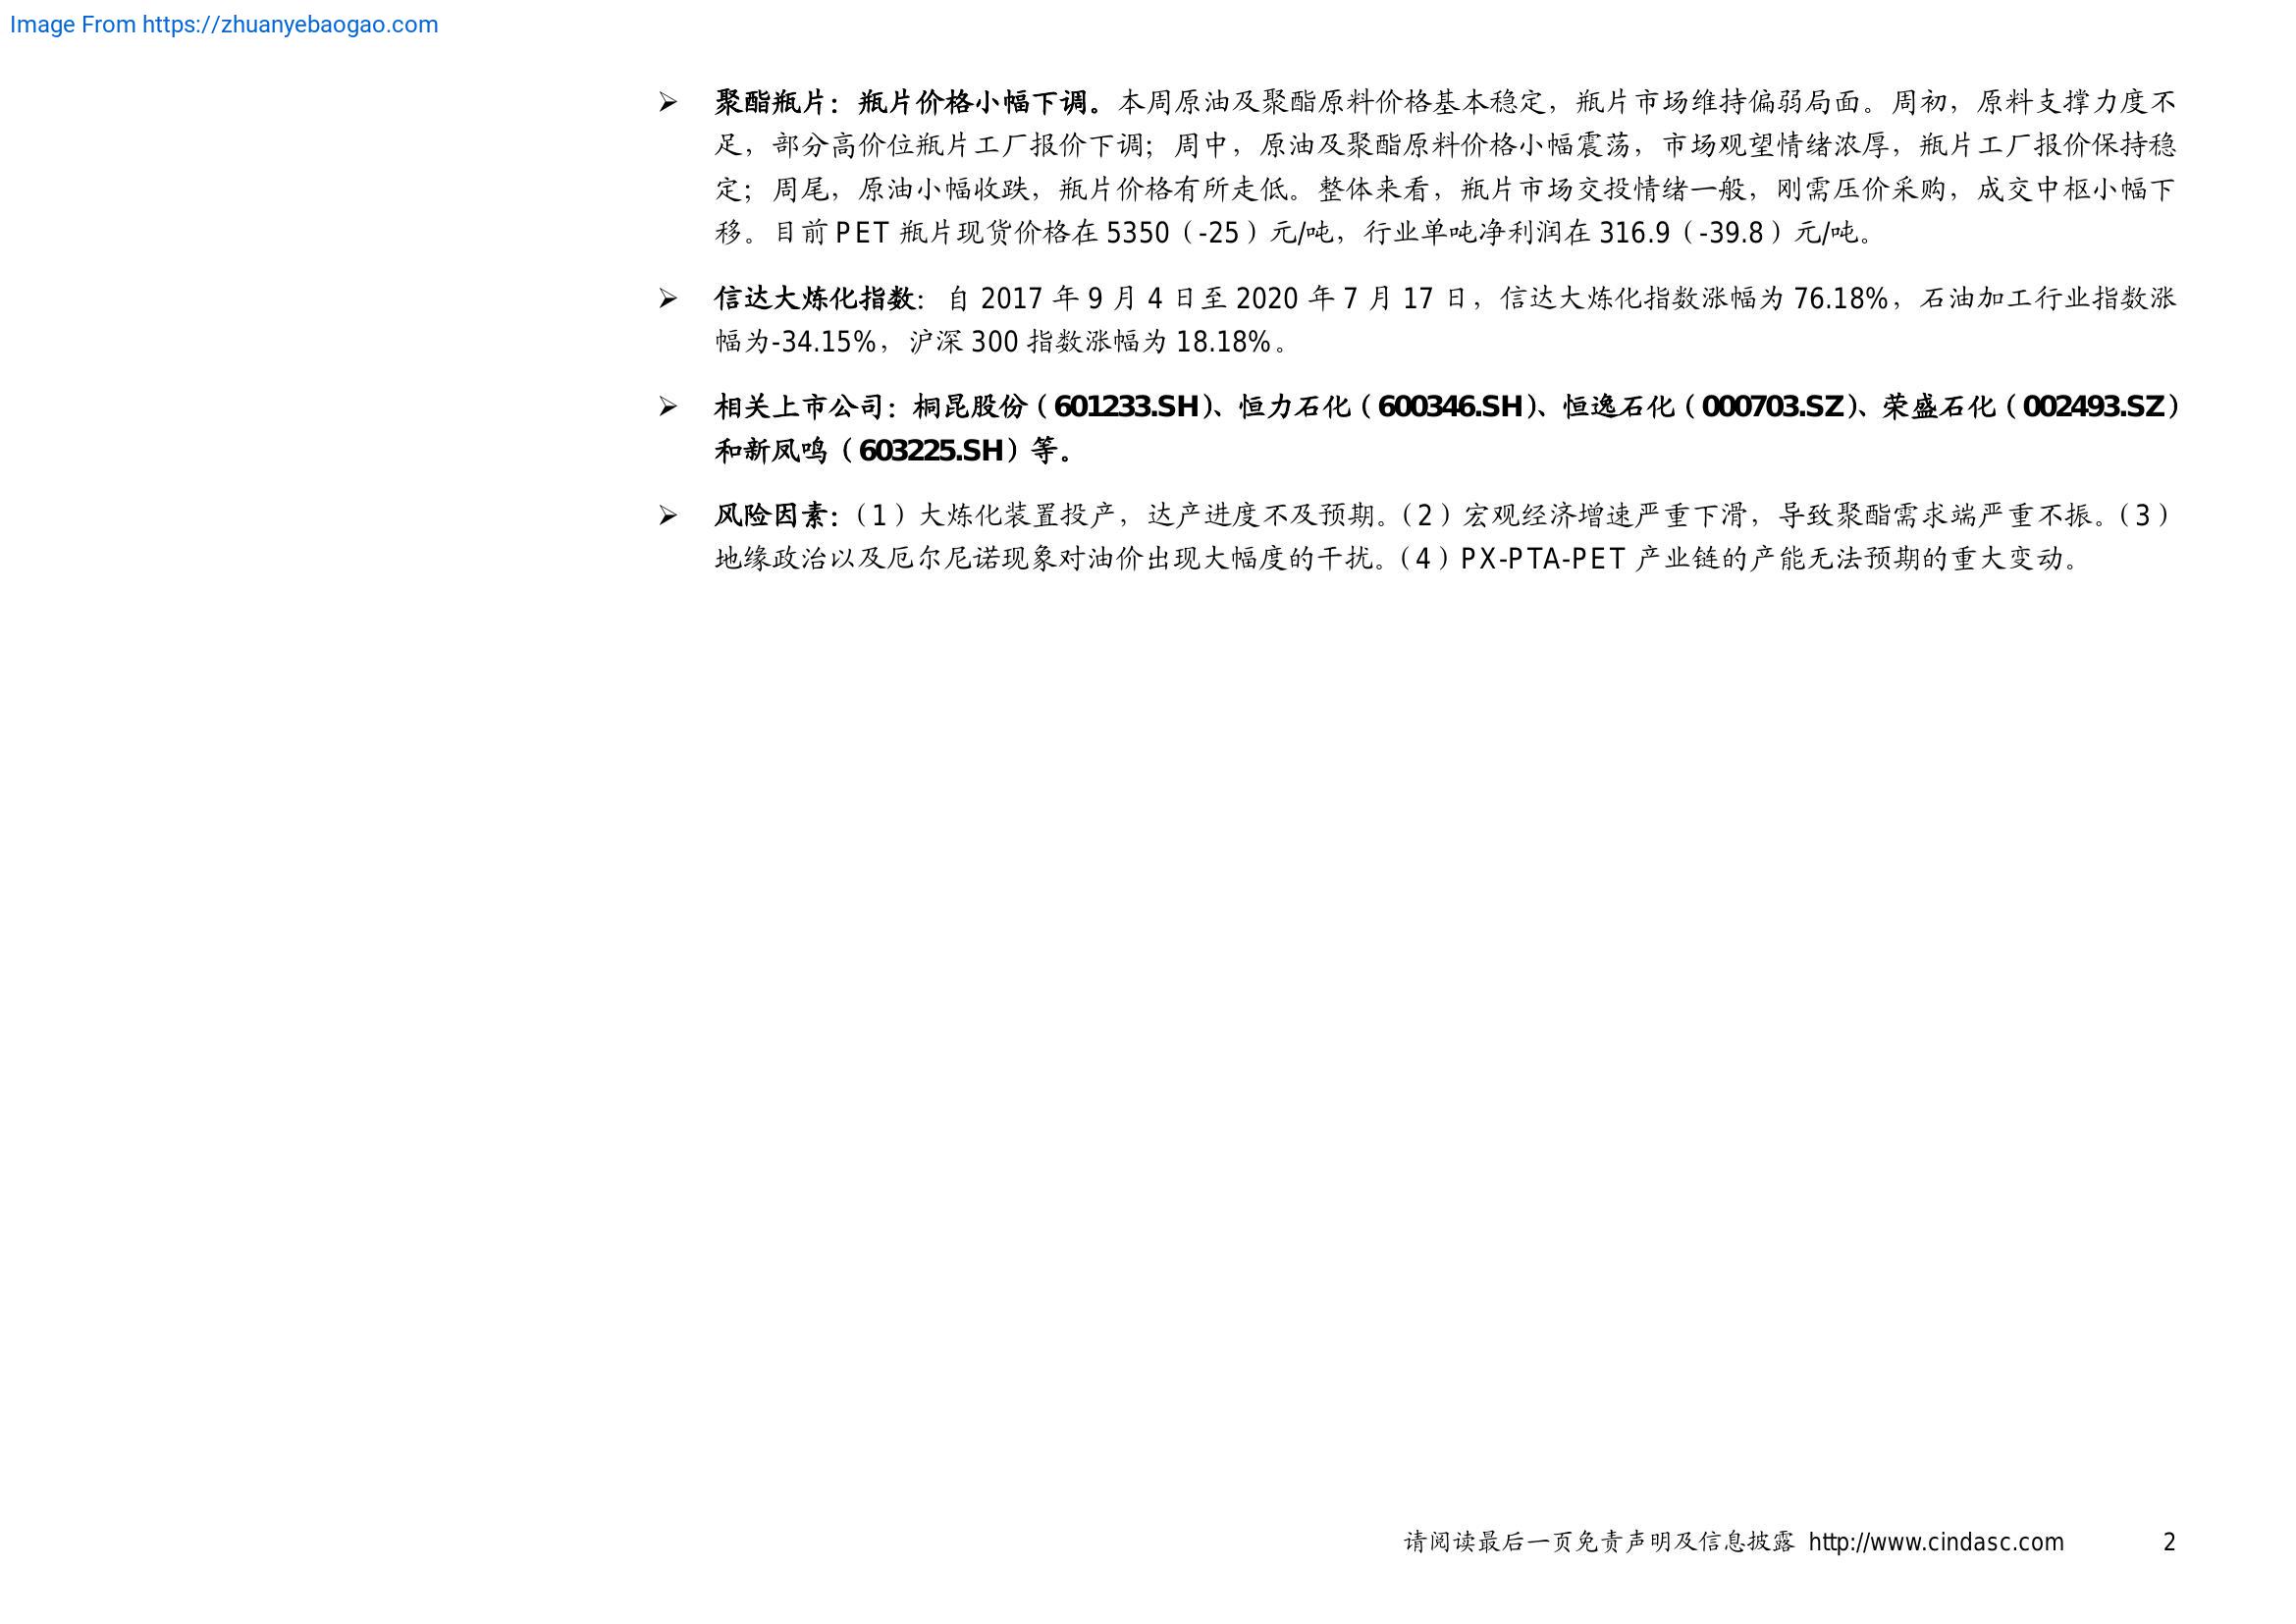 Image From https://zhuanyebaogao.com
➢ 聚酯瓶片：瓶片价格小幅下调。本周原油及聚酯原料价格基本稳定，瓶片市场维持偏弱局面。周初，原料支撑力度不
足，部分高价位瓶片工厂报价下调；周中，原油及聚酯原料价格小幅震荡，市场观望情绪浓厚，瓶片工厂报价保持稳
定；周尾，原油小幅收跌，瓶片价格有所走低。整体来看，瓶片市场交投情绪一般，刚需压价采购，成交中枢小幅下
移。目前 PET 瓶片现货价格在 5350（-25）元/吨，行业单吨净利润在 316.9（-39.8）元/吨。
➢ 信达大炼化指数：自 2017 年 9 月 4 日至 2020 年 7 月 17 日，信达大炼化指数涨幅为 76.18%，石油加工行业指数涨
幅为-34.15%，沪深 300 指数涨幅为 18.18%。
➢ 相关上市公司：桐昆股份（601233.SH）、恒力石化（600346.SH）、恒逸石化（000703.SZ）、荣盛石化（002493.SZ）
和新凤鸣（603225.SH）等。
➢ 风险因素：（1）大炼化装置投产，达产进度不及预期。（2）宏观经济增速严重下滑，导致聚酯需求端严重不振。（3）
地缘政治以及厄尔尼诺现象对油价出现大幅度的干扰。（4）PX-PTA-PET 产业链的产能无法预期的重大变动。
请阅读最后一页免责声明及信息披露 http://www.cindasc.com 2